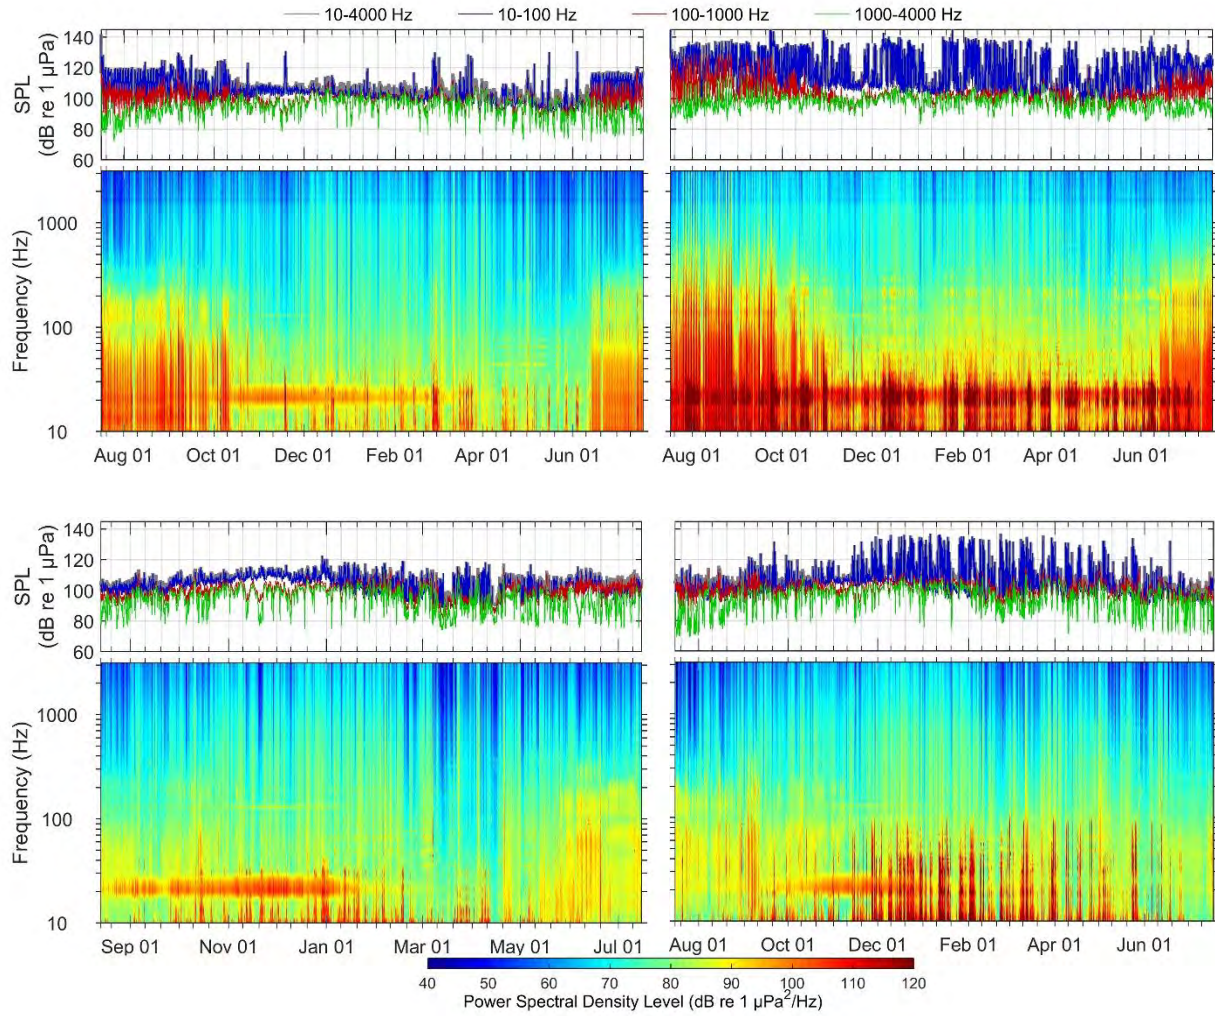 10-4000 Hz 10-100 Hz 100-1000 Hz 1000-4000 Hz
SPL
(dB re 1 µPa)
140
120
100
80
60
Frequency (Hz)
1000
100
10
Aug 01 Oct 01 Dec 01 Feb 01 Apr 01 Jun 01
Aug 01 Oct 01 Dec 01 Feb 01 Apr 01 Jun 01
SPL
(dB re 1 µPa)
140
120
100
80
60
Frequency (Hz)
1000
100
10
Sep 01 Nov 01 Jan 01 Mar 01 May 01 Jul 01
Aug 01 Oct 01 Dec 01 Feb 01 Apr 01 Jun 01
40 50 60 70 80 90 100 110 120
Power Spectral Density Level (dB re 1 µPa²/Hz)